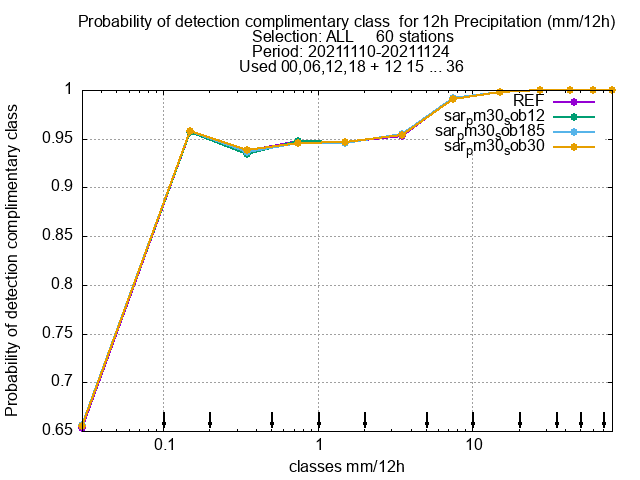 Probability of detection complimentary class  for 12h Precipitation (mm/12h)
Selection: ALL     60 stations
Period: 20211110-20211124
Used 00,06,12,18 + 12 15 ... 36
REF
sar_pm30_sob12
sar_pm30_sob185
sar_pm30_sob30
1
0.95
0.9
0.85
0.8
0.75
0.7
0.65
0.1
1
10
classes mm/12h
Probability of detection complimentary class